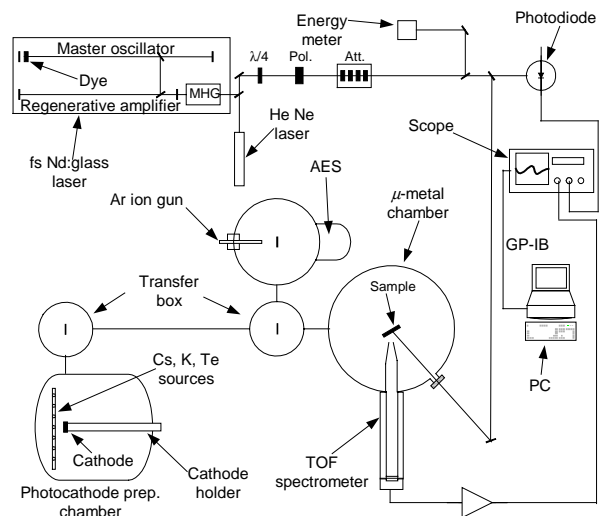 Master oscillator
Dye
Regenerative amplifier
MHG
fs Nd:glass
laser
λ/4
Pol.
Att.
Energy
meter
Photodiode
He Ne
laser
Scope
AES
Ar ion gun
μ-metal
chamber
GP-IB
Transfer
box
Sample
Cs, K, Te
sources
PC
Cathode
Cathode
holder
TOF
spectrometer
Photocathode prep.
chamber